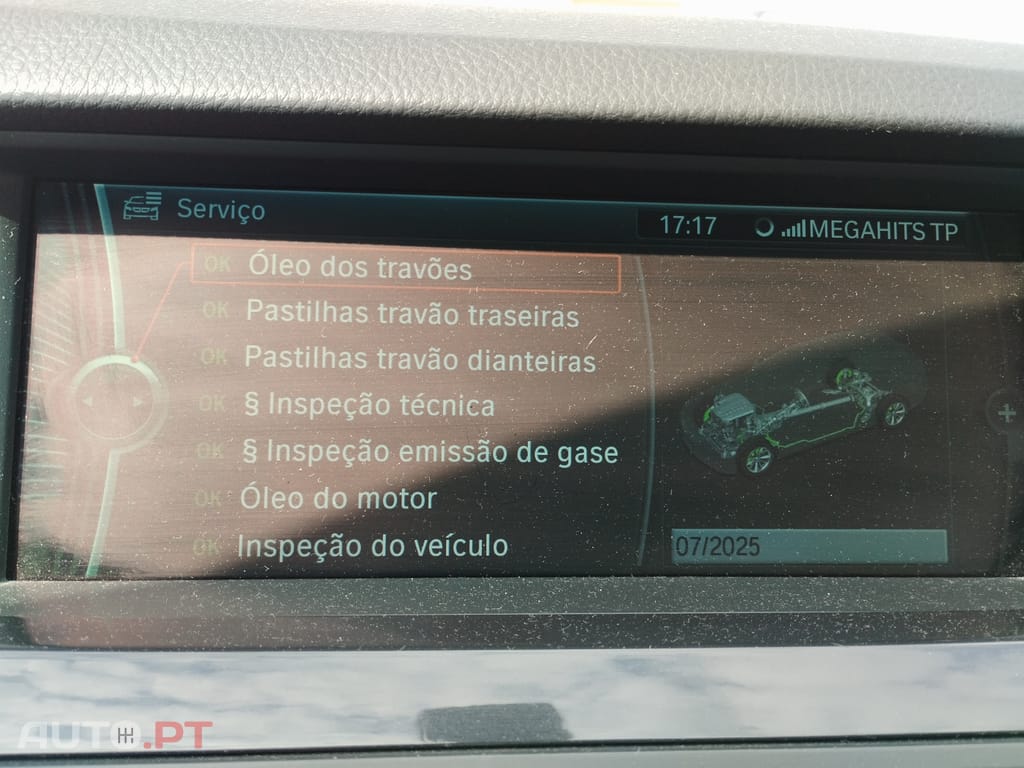 Serviço
17:17 MEGAHITS TP
OK Óleo dos travões
OK Pastilhas travão traseiras
OK Pastilhas travão dianteiras
OK § Inspeção técnica
OK § Inspeção emissão de gase
OK Óleo do motor
OK Inspeção do veículo
07/2025
AUTO.PT